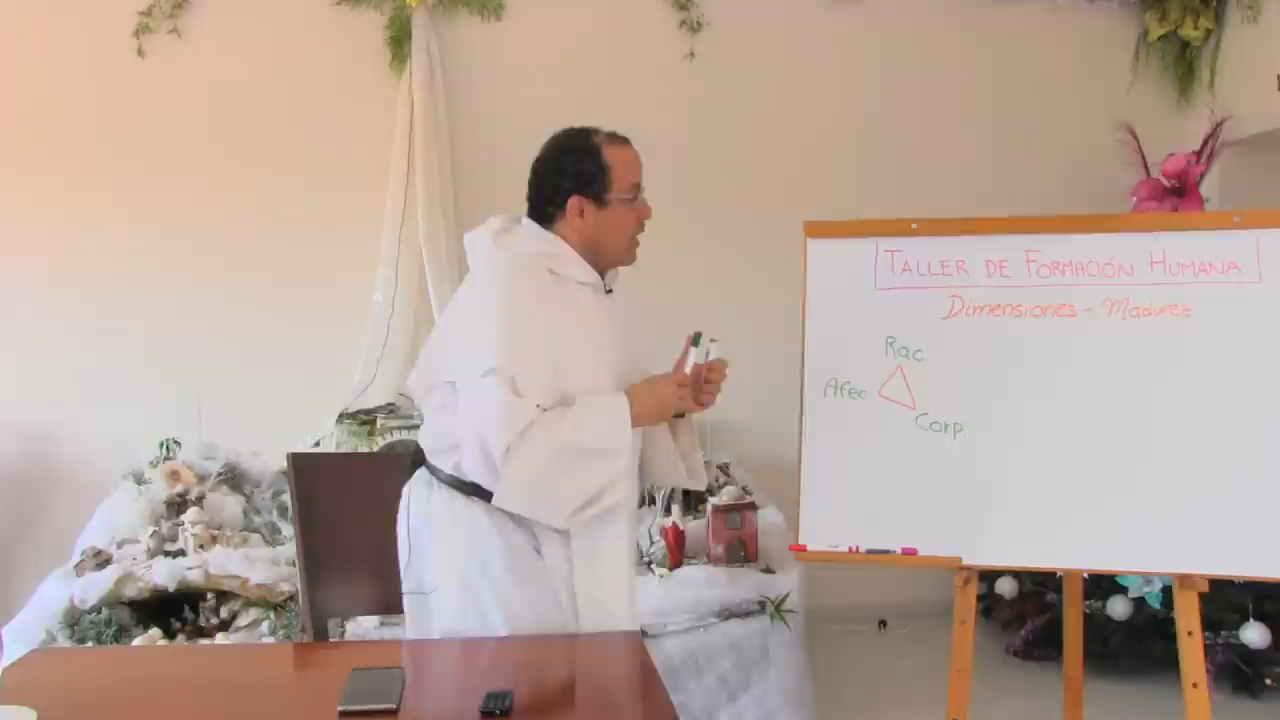 TALLER DE FORMACIÓN HUMANA
Dimensiones - Madurez
Rac
Afec
Corp.